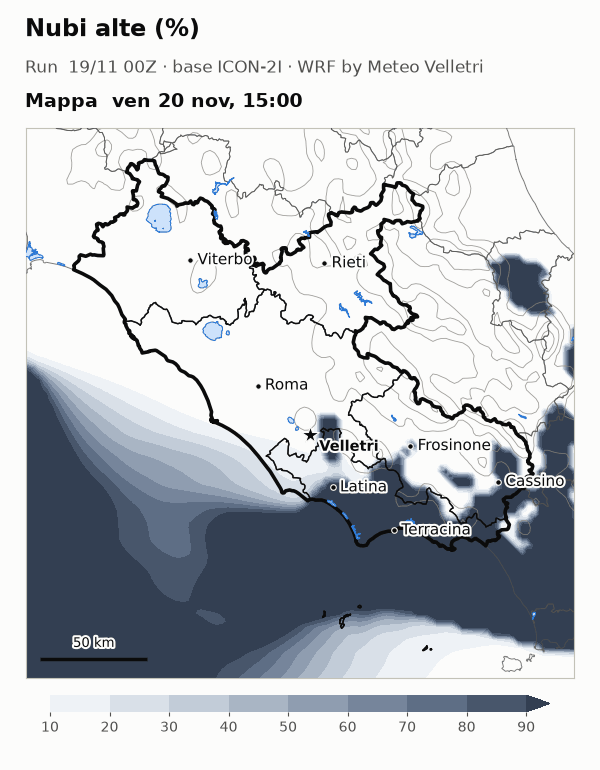 Nubi alte (%)
Run 19/11 00Z · base ICON-2I · WRF by Meteo Velletri
Mappa ven 20 nov, 15:00
Viterbo
Rieti
Roma
Velletri
Frosinone
Cassino
Latina
Terracina
50 km
10 20 30 40 50 60 70 80 90